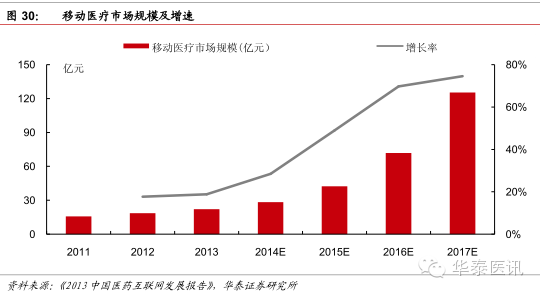 图 30: 移动医疗市场规模及增速
移动医疗市场规模(亿元) 增长率
亿元
150
120
90
60
30
0
80%
60%
40%
20%
0%
2011 2012 2013 2014E 2015E 2016E 2017E
华泰医讯
资料来源:《2013 中国医药互联网发展报告》,华泰证券研究所